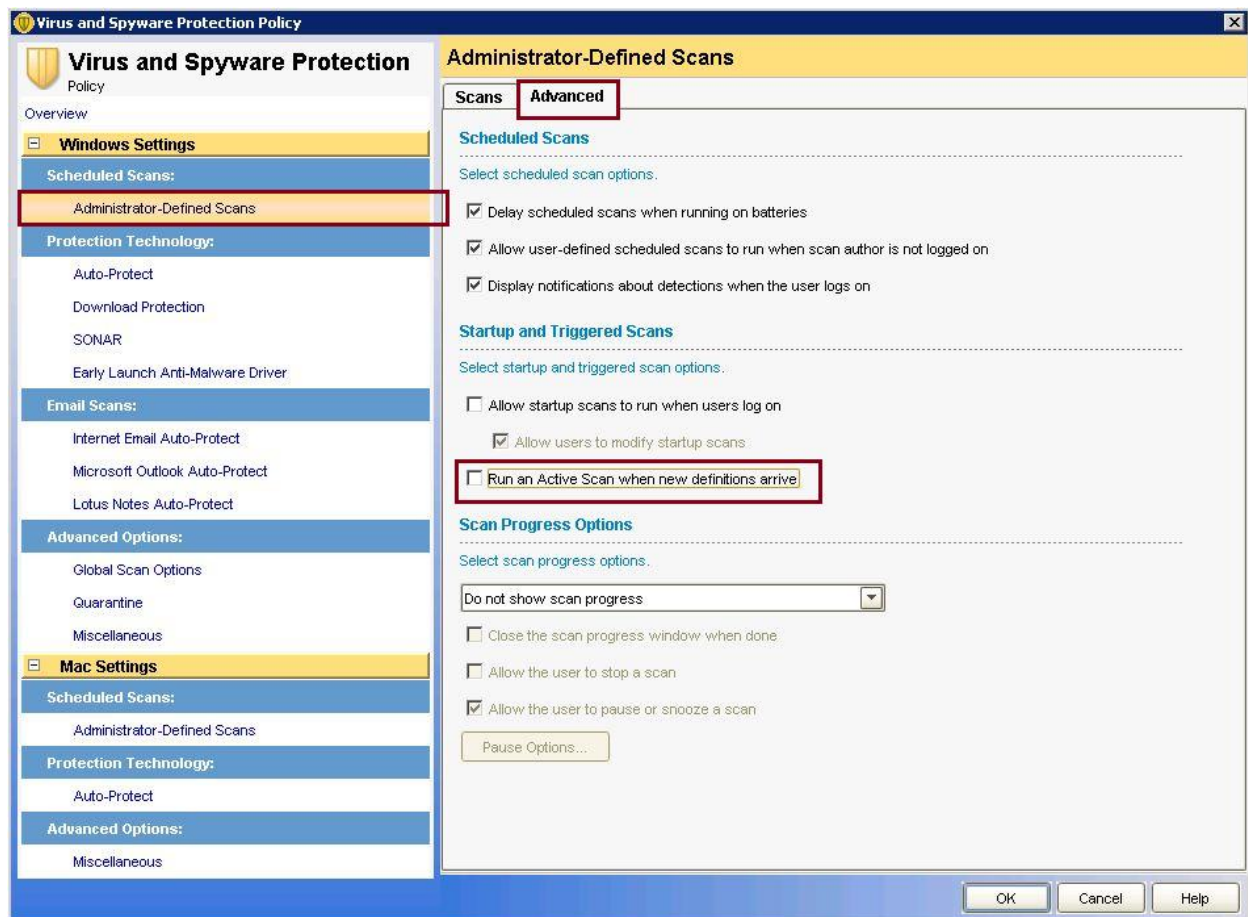 Virus and Spyware Protection Policy
Virus and Spyware Protection
Policy
Overview
Windows Settings
Scheduled Scans:
Administrator-Defined Scans
Protection Technology:
Auto-Protect
Download Protection
SONAR
Early Launch Anti-Malware Driver
Email Scans:
Internet Email Auto-Protect
Microsoft Outlook Auto-Protect
Lotus Notes Auto-Protect
Advanced Options:
Global Scan Options
Quarantine
Miscellaneous
Mac Settings
Scheduled Scans:
Administrator-Defined Scans
Protection Technology:
Auto-Protect
Advanced Options:
Miscellaneous
Administrator-Defined Scans
Scans Advanced
Scheduled Scans
Select scheduled scan options.
Delay scheduled scans when running on batteries
Allow user-defined scheduled scans to run when scan author is not logged on
Display notifications about detections when the user logs on
Startup and Triggered Scans
Select startup and triggered scan options.
Allow startup scans to run when users log on
Allow users to modify startup scans
Run an Active Scan when new definitions arrive
Scan Progress Options
Select scan progress options.
Do not show scan progress
Close the scan progress window when done
Allow the user to stop a scan
Allow the user to pause or snooze a scan
Pause Options...
OK Cancel Help